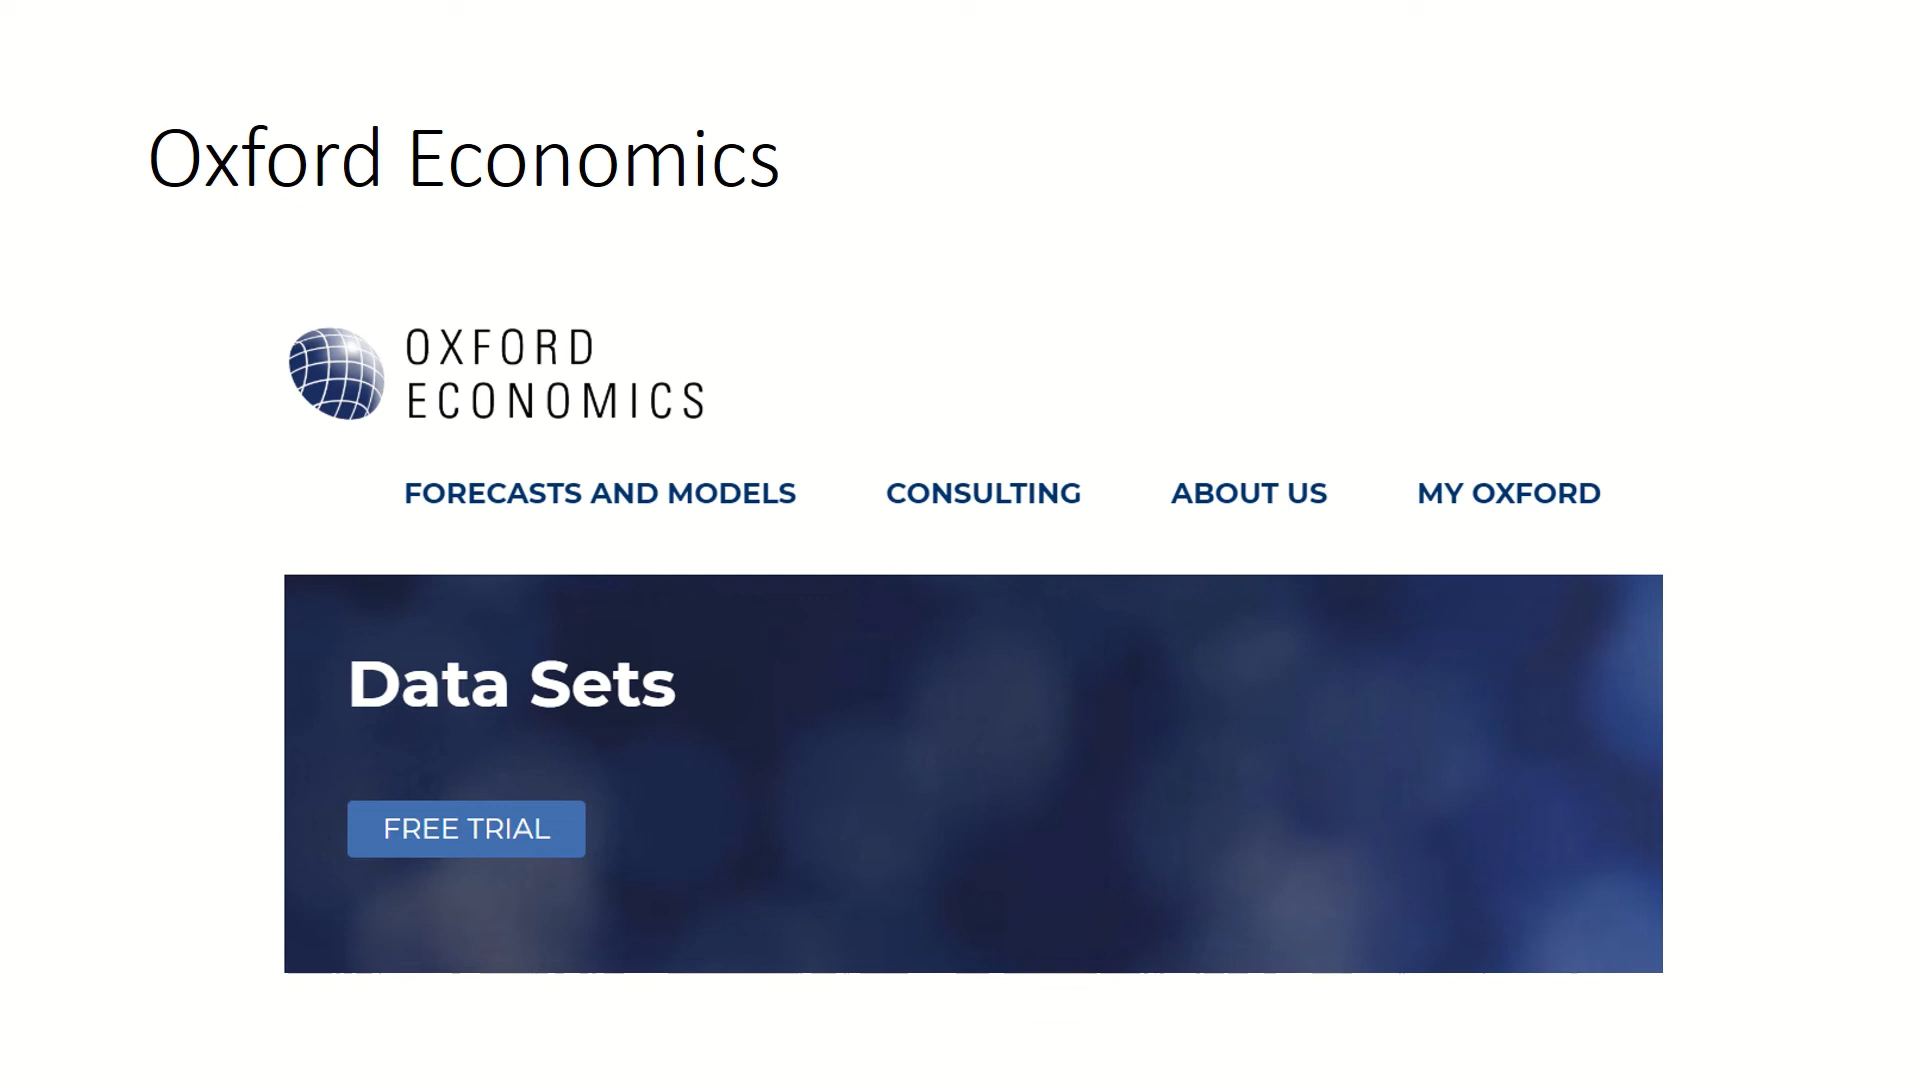 Oxford Economics
OXFORD
ECONOMICS
FORECASTS AND MODELS CONSULTING ABOUT US MY OXFORD
Data Sets
FREE TRIAL